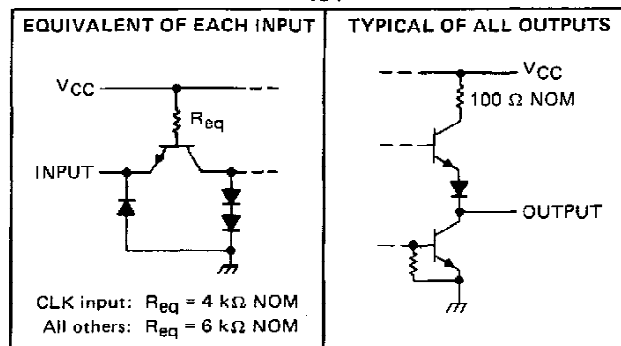 EQUIVALENT OF EACH INPUT
VCC
Req
INPUT
CLK input: Req = 4 kΩ NOM
All others: Req = 6 kΩ NOM
TYPICAL OF ALL OUTPUTS
VCC
100 Ω NOM
OUTPUT